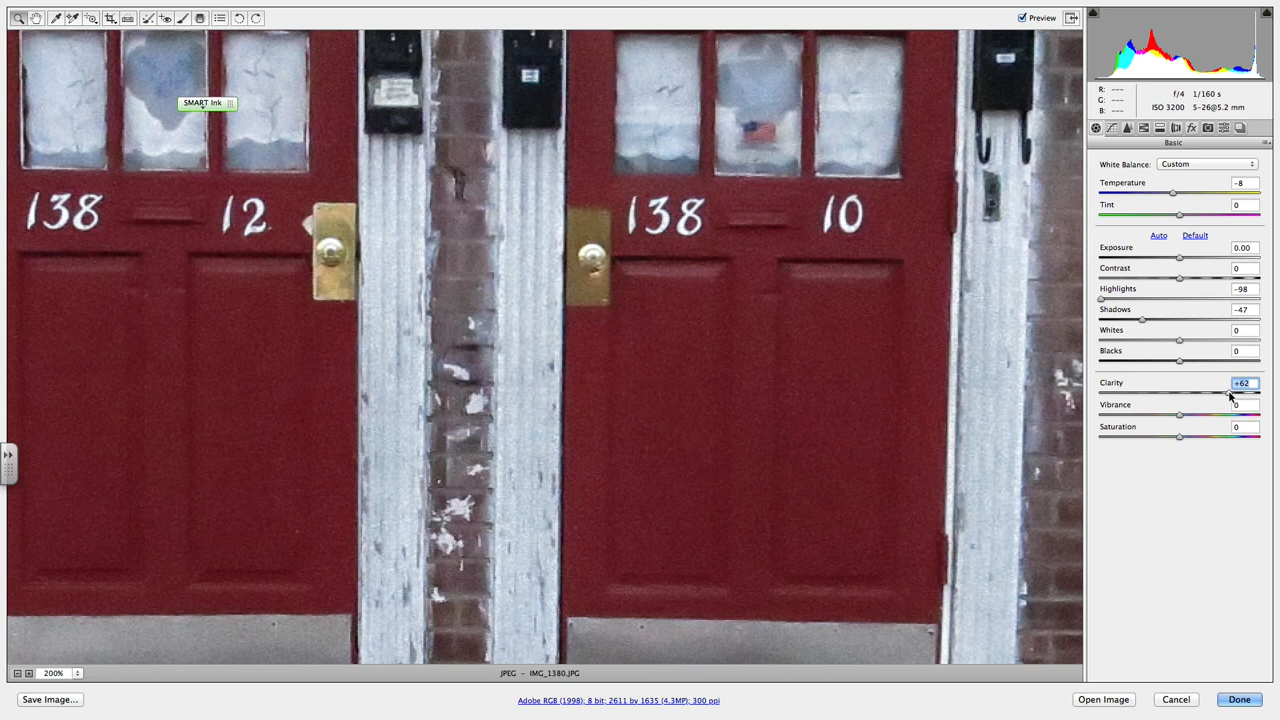 Preview
SMART Ink
138
12
138
10
R: ---
G: ---
B: ---
f/4 1/160 s
ISO 3200 5-26@5.2 mm
fx
Basic
White Balance: Custom
Temperature -8
Tint 0
Auto Default
Exposure 0.00
Contrast 0
Highlights -98
Shadows -47
Whites 0
Blacks 0
Clarity +62
Vibrance 0
Saturation 0
200%
JPEG – IMG_1380.JPG
Save Image...
Adobe RGB (1998); 8 bit; 2611 by 1635 (4.3MP); 300 ppi
Open Image
Cancel
Done